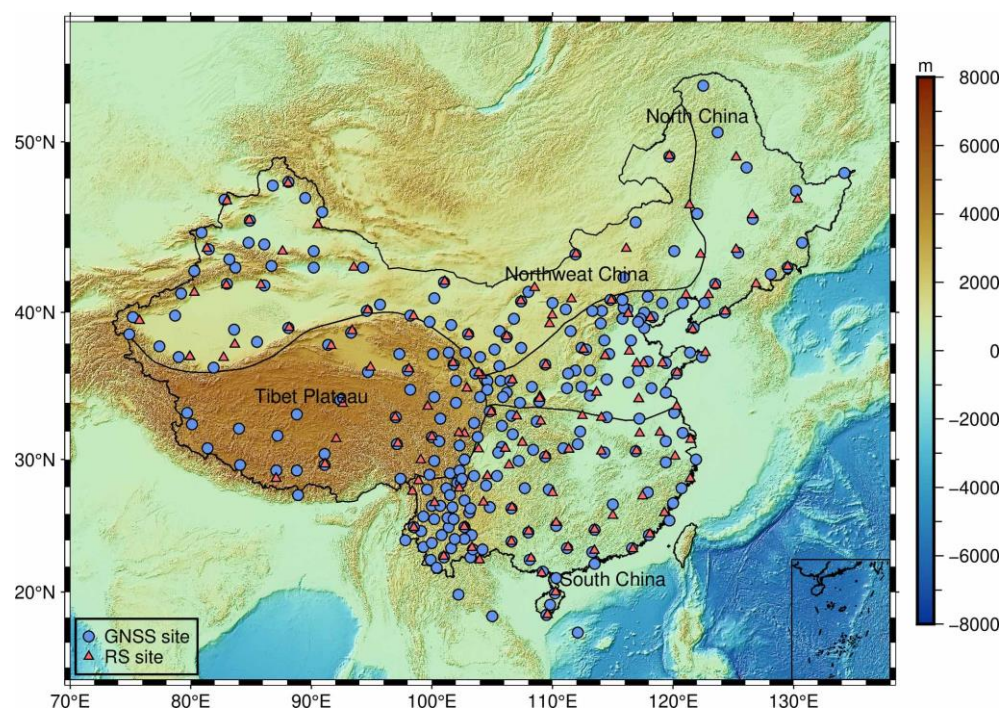 m
8000
6000
4000
2000
0
−2000
−4000
−6000
−8000
50°N
40°N
30°N
20°N
North China
Northweat China
Tibet Plateau
South China
GNSS site
RS site
70°E 80°E 90°E 100°E 110°E 120°E 130°E